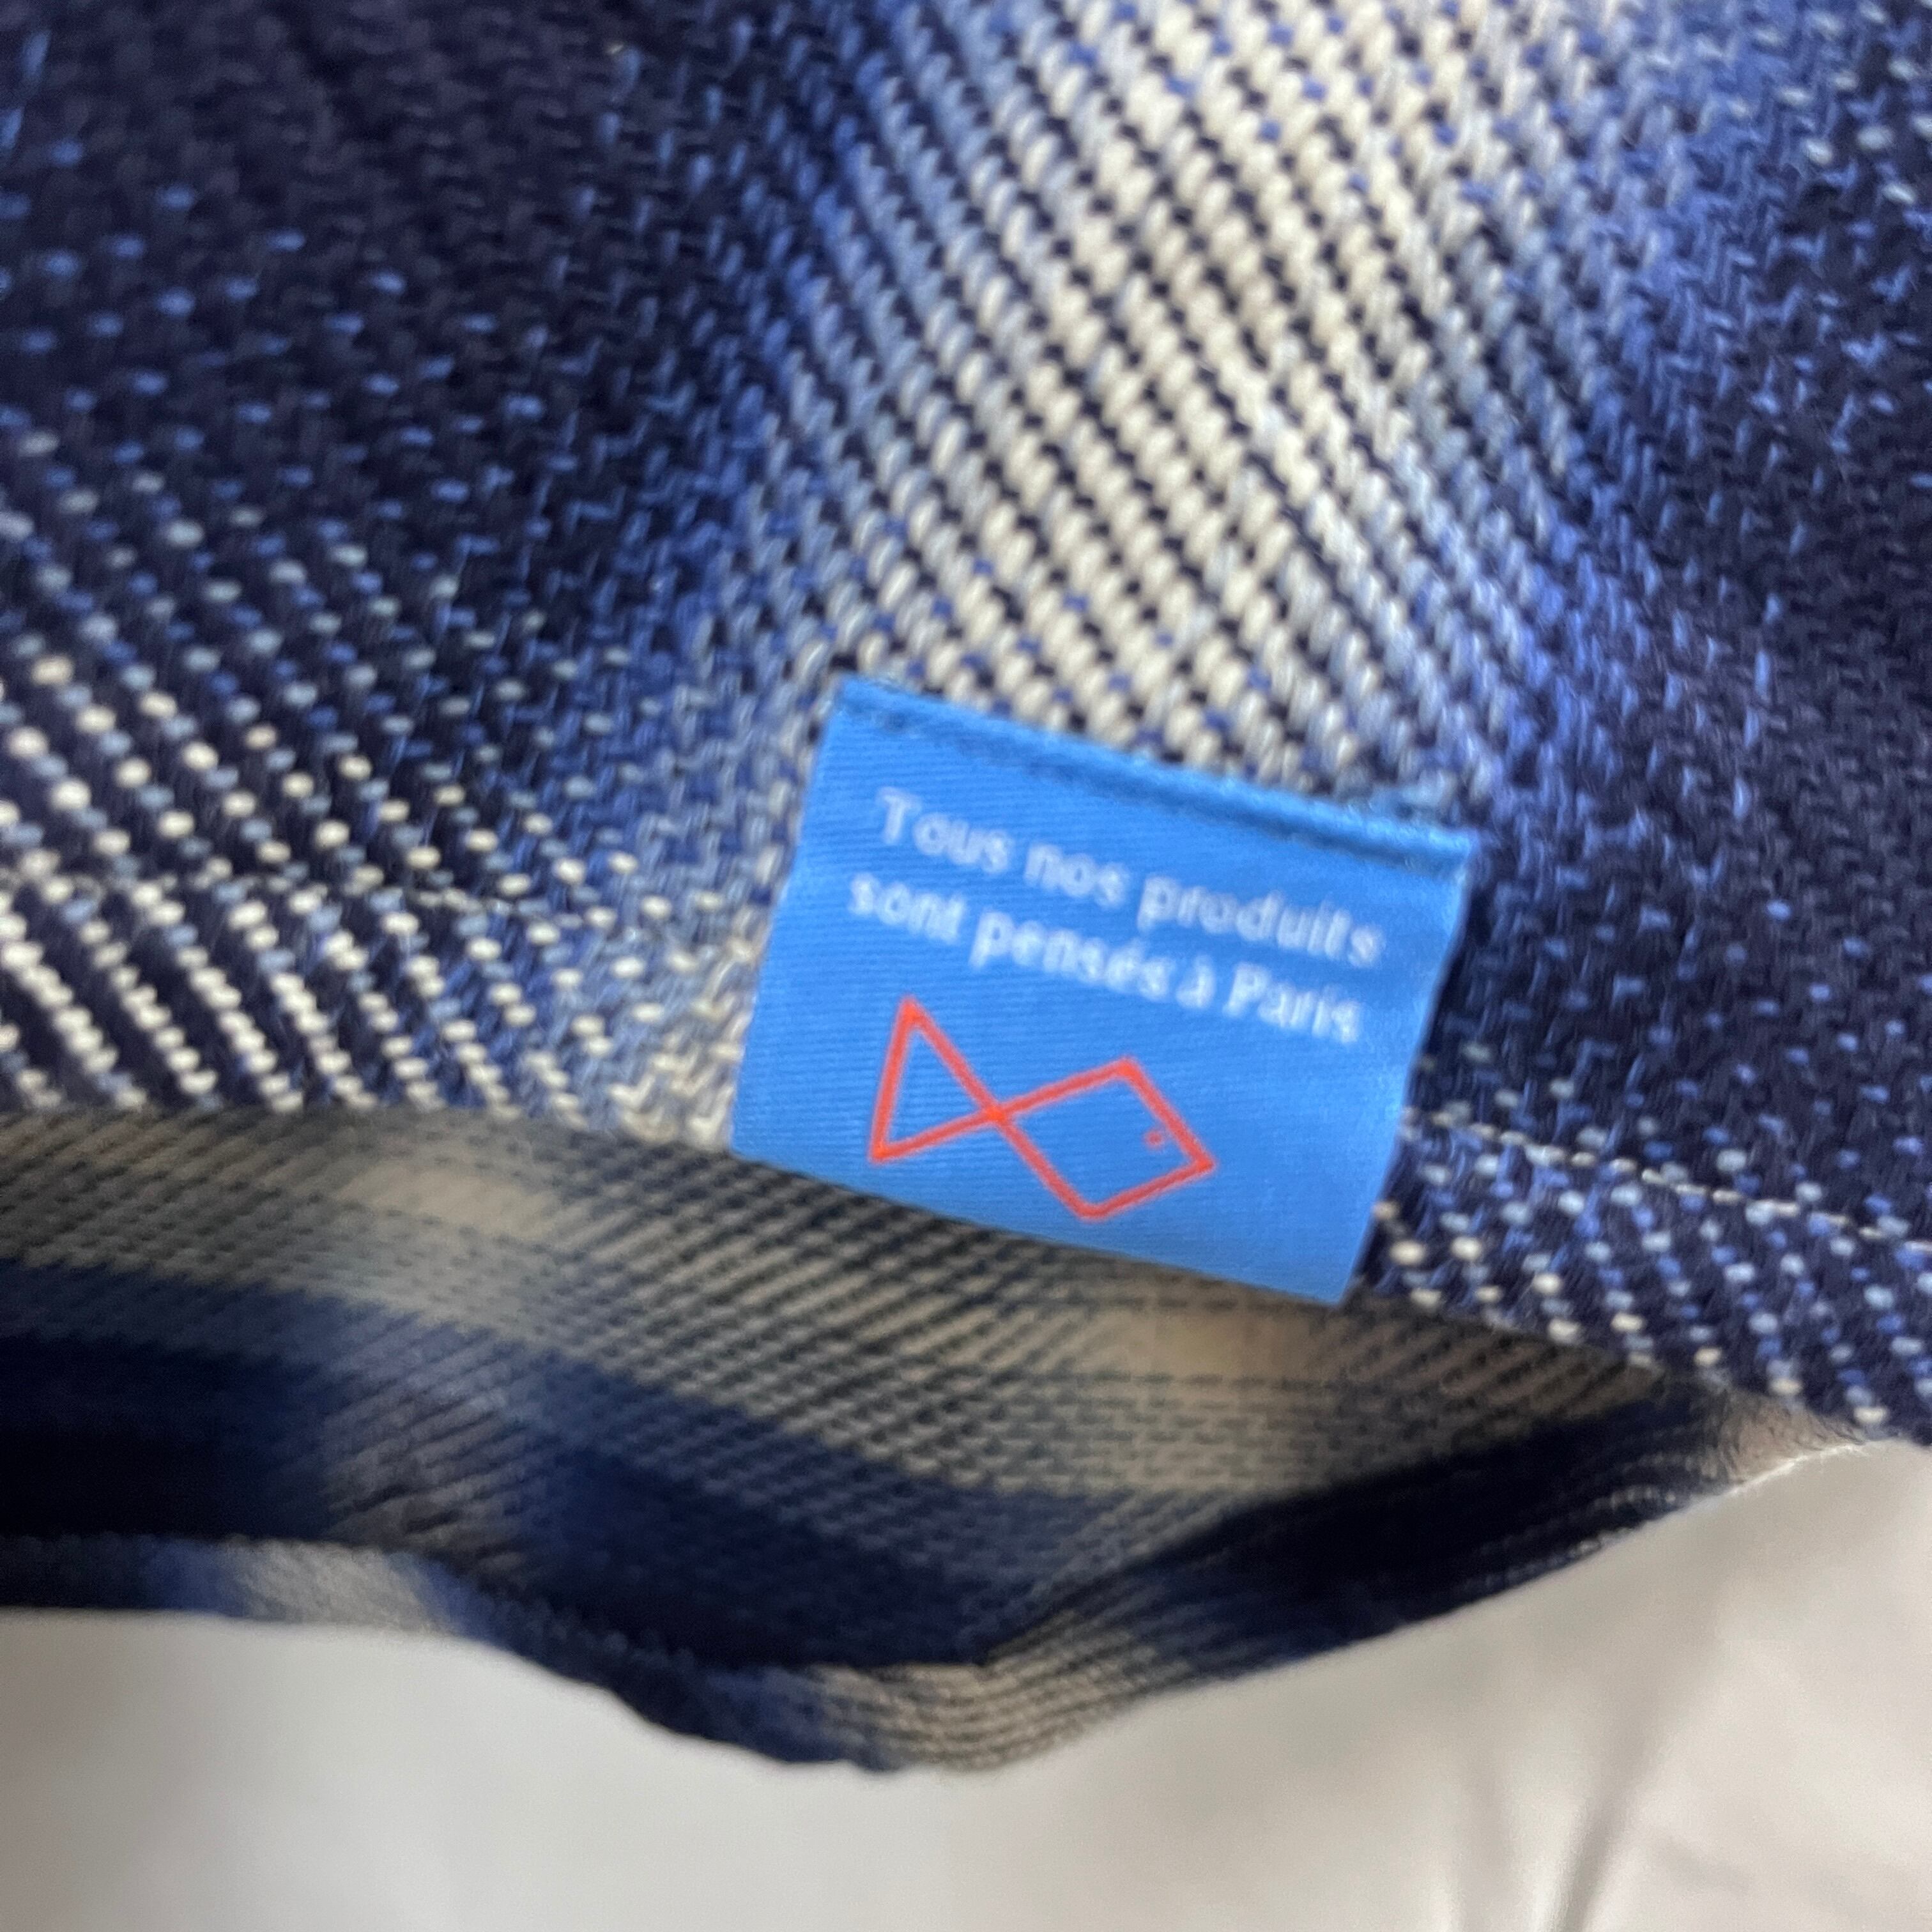 Tous nos produits
sont pensés à Paris